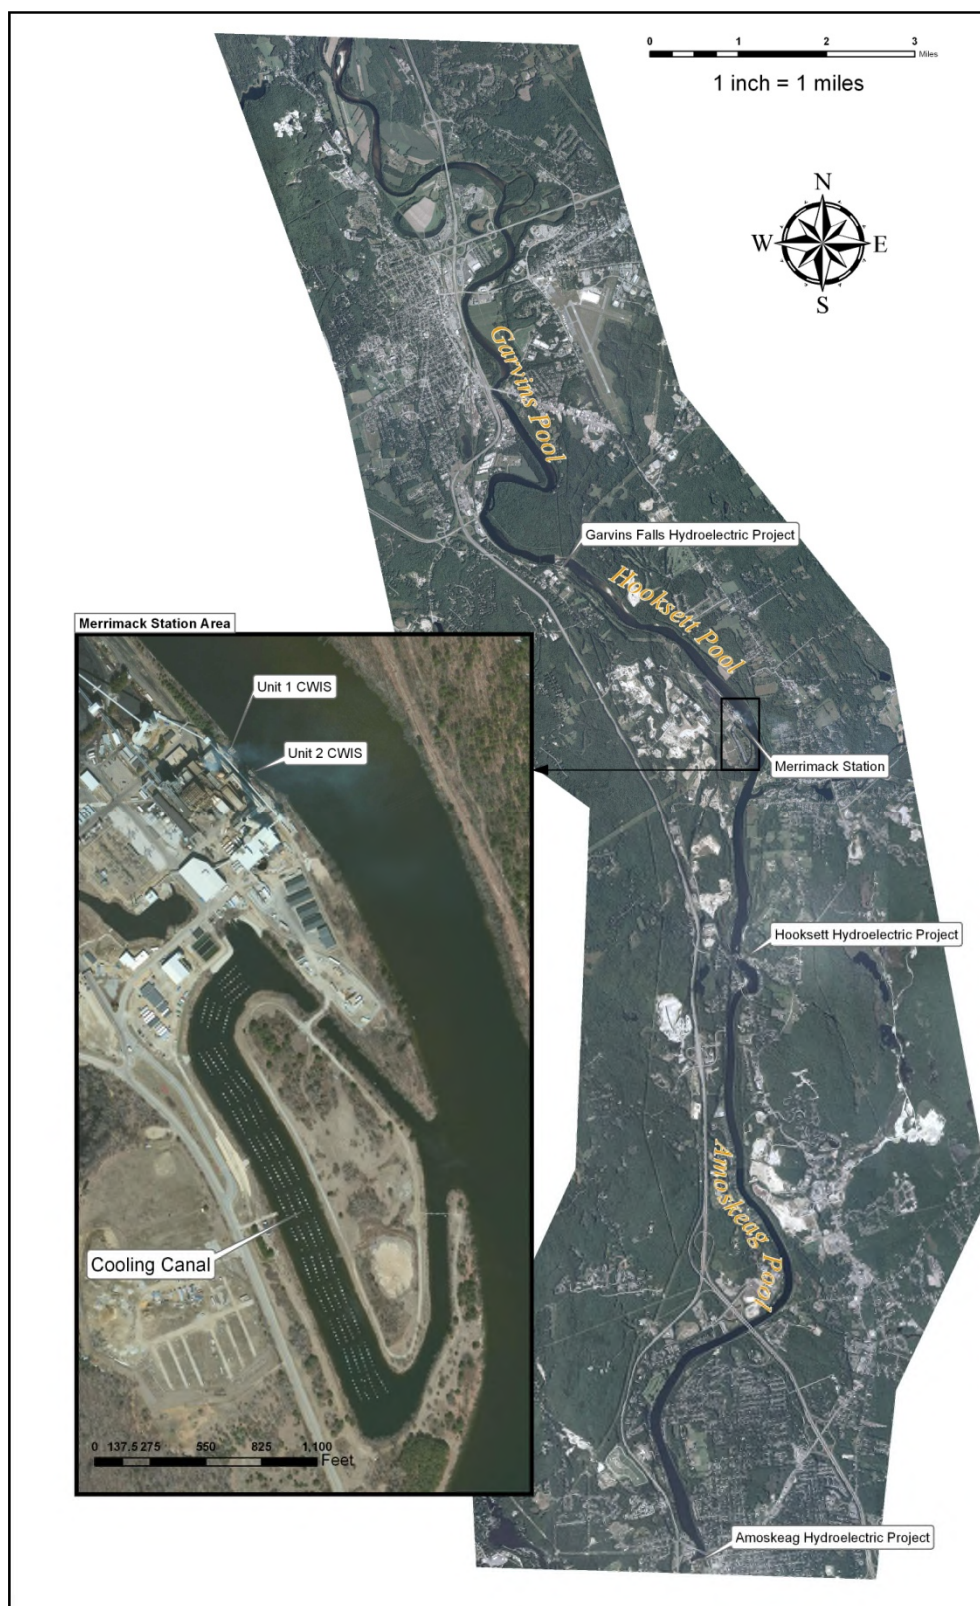 0 1 2 3 Miles
1 inch = 1 miles
N
W E
S
Garvins Pool
Garvins Falls Hydroelectric Project
Hooksett Pool
Merrimack Station Area
Unit 1 CWIS
Unit 2 CWIS
Merrimack Station
Hooksett Hydroelectric Project
Amoskeag Pool
Cooling Canal
0 137.5 275 550 825 1,100
Feet
Amoskeag Hydroelectric Project